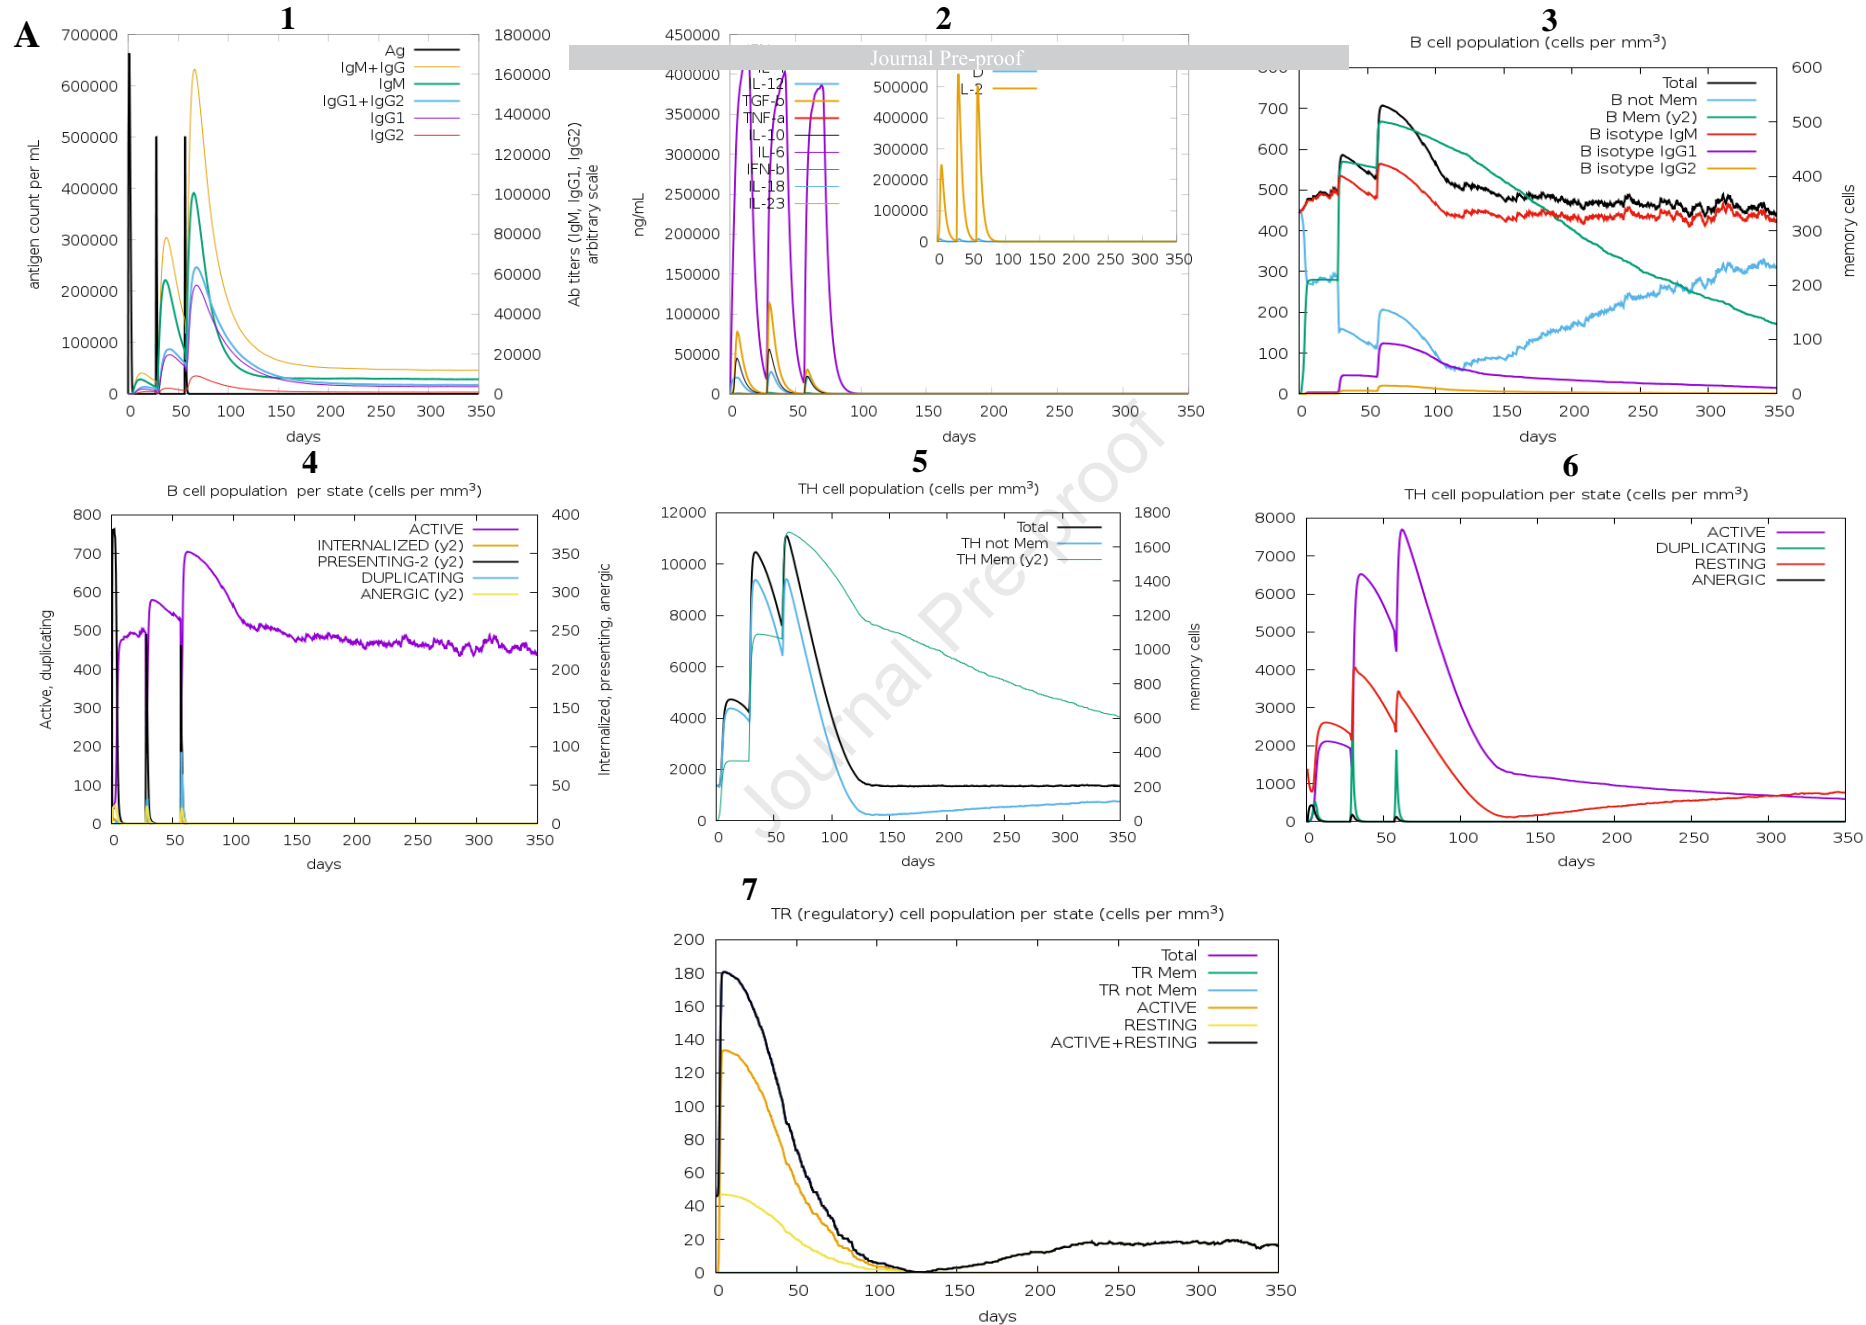 A
1
700000
600000
500000
400000
300000
200000
100000
0
180000
160000
140000
120000
100000
80000
60000
40000
20000
0
0 50 100 150 200 250 300 350
antigen count per mL
Ab titers (IgM, IgG1, IgG2)
arbitrary scale
days
Ag
IgM+IgG
IgM
IgG1+IgG2
IgG1
IgG2
2
Journal Pre-proof
450000
400000
350000
300000
250000
200000
150000
100000
50000
0
0 50 100 150 200 250 300 350
ng/mL
days
IL-12
TGF-b
TNF-a
IL-10
IL-6
IFN-b
IL-18
IL-23
D
IL-2
500000
400000
300000
200000
100000
0
0 50 100 150 200 250 300 350
3
B cell population (cells per mm³)
700
600
500
400
300
200
100
0
600
500
400
300
200
100
0
0 50 100 150 200 250 300 350
memory cells
days
Total
B not Mem
B Mem (y2)
B isotype IgM
B isotype IgG1
B isotype IgG2
4
B cell population per state (cells per mm³)
800
700
600
500
400
300
200
100
0
400
350
300
250
200
150
100
50
0
0 50 100 150 200 250 300 350
Active, duplicating
Internalized, presenting, anergic
days
ACTIVE
INTERNALIZED (y2)
PRESENTING-2 (y2)
DUPLICATING
ANERGIC (y2)
5
TH cell population (cells per mm³)
12000
10000
8000
6000
4000
2000
0
1800
1600
1400
1200
1000
800
600
400
200
0
0 50 100 150 200 250 300 350
memory cells
days
Total
TH not Mem
TH Mem (y2)
Journal Pre-proof
6
TH cell population per state (cells per mm³)
8000
7000
6000
5000
4000
3000
2000
1000
0
0 50 100 150 200 250 300 350
days
ACTIVE
DUPLICATING
RESTING
ANERGIC
7
TR (regulatory) cell population per state (cells per mm³)
200
180
160
140
120
100
80
60
40
20
0
0 50 100 150 200 250 300 350
days
Total
TR Mem
TR not Mem
ACTIVE
RESTING
ACTIVE+RESTING